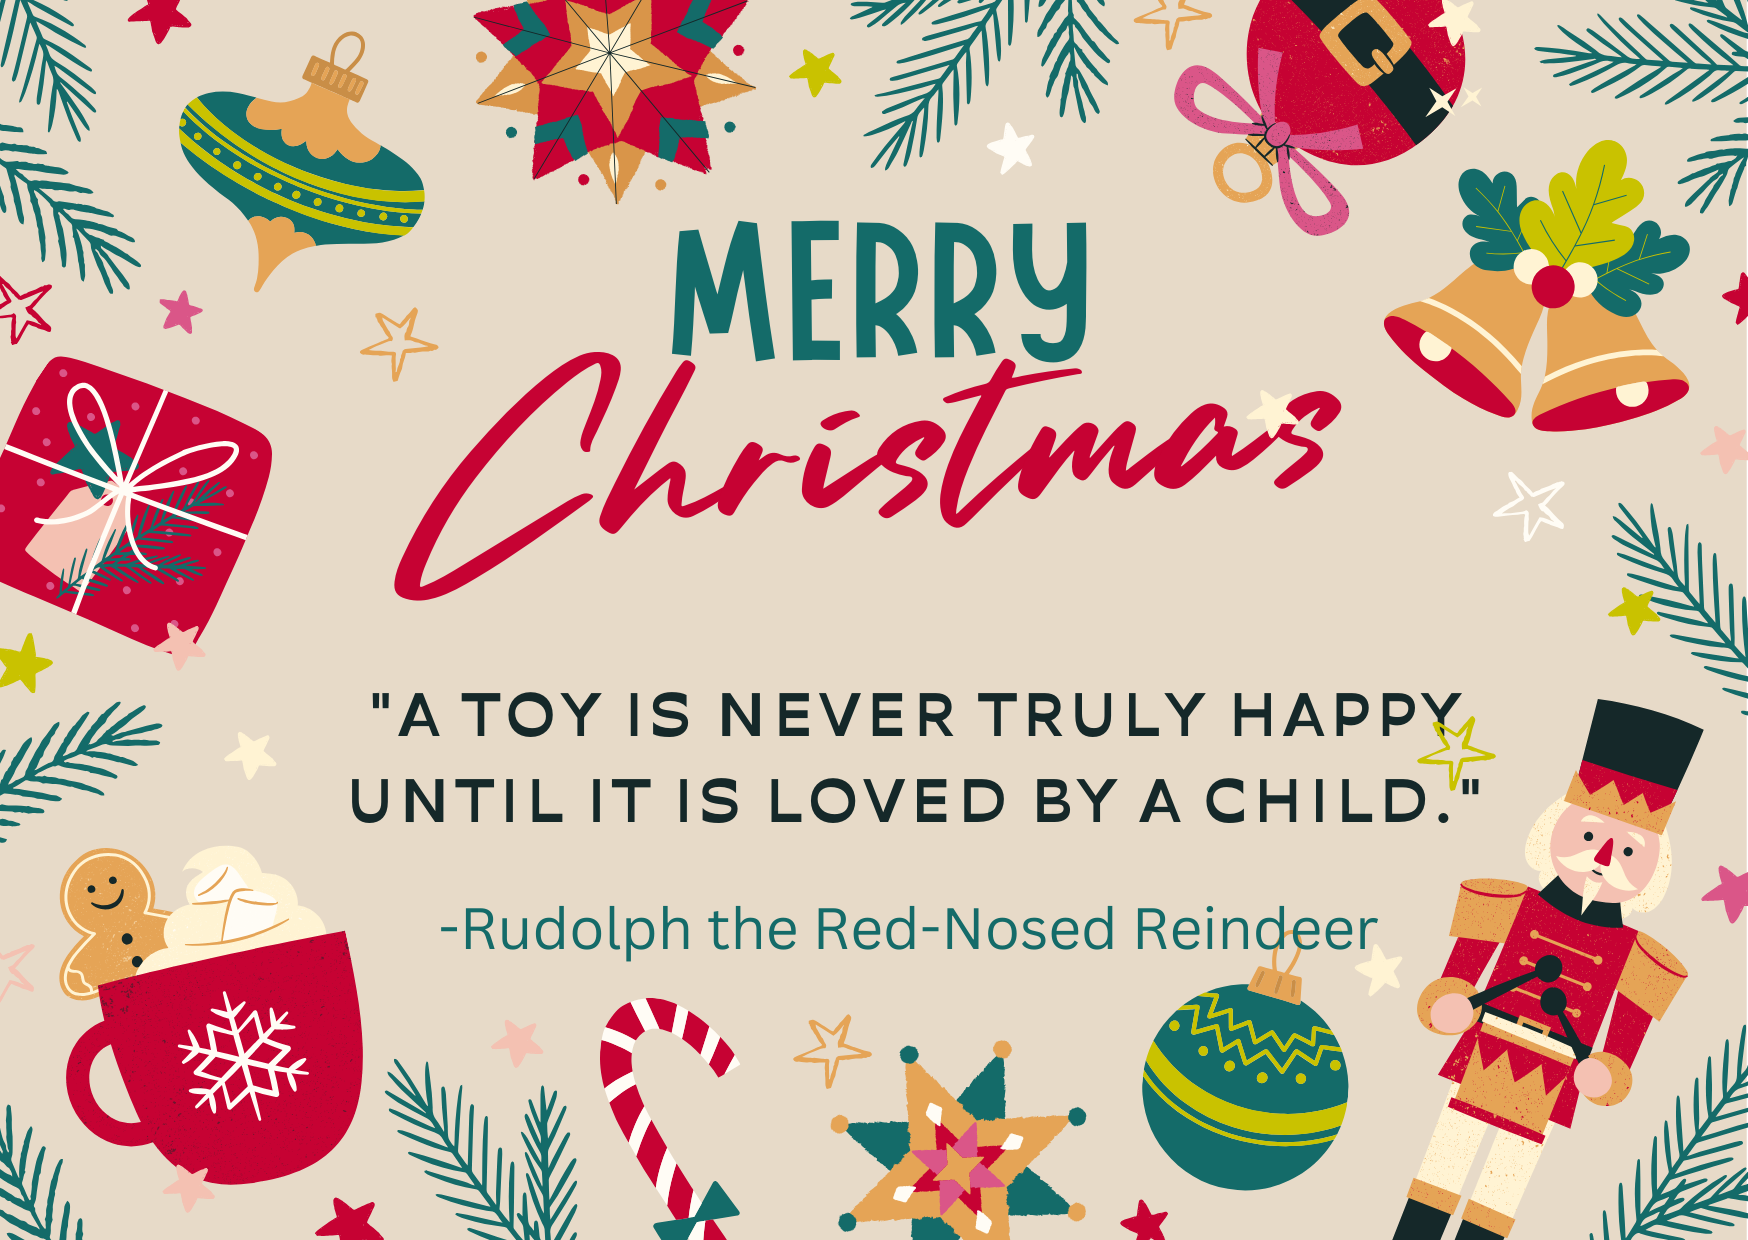 MERRY
Christmas
"A TOY IS NEVER TRULY HAPPY
UNTIL IT IS LOVED BY A CHILD."
-Rudolph the Red-Nosed Reindeer